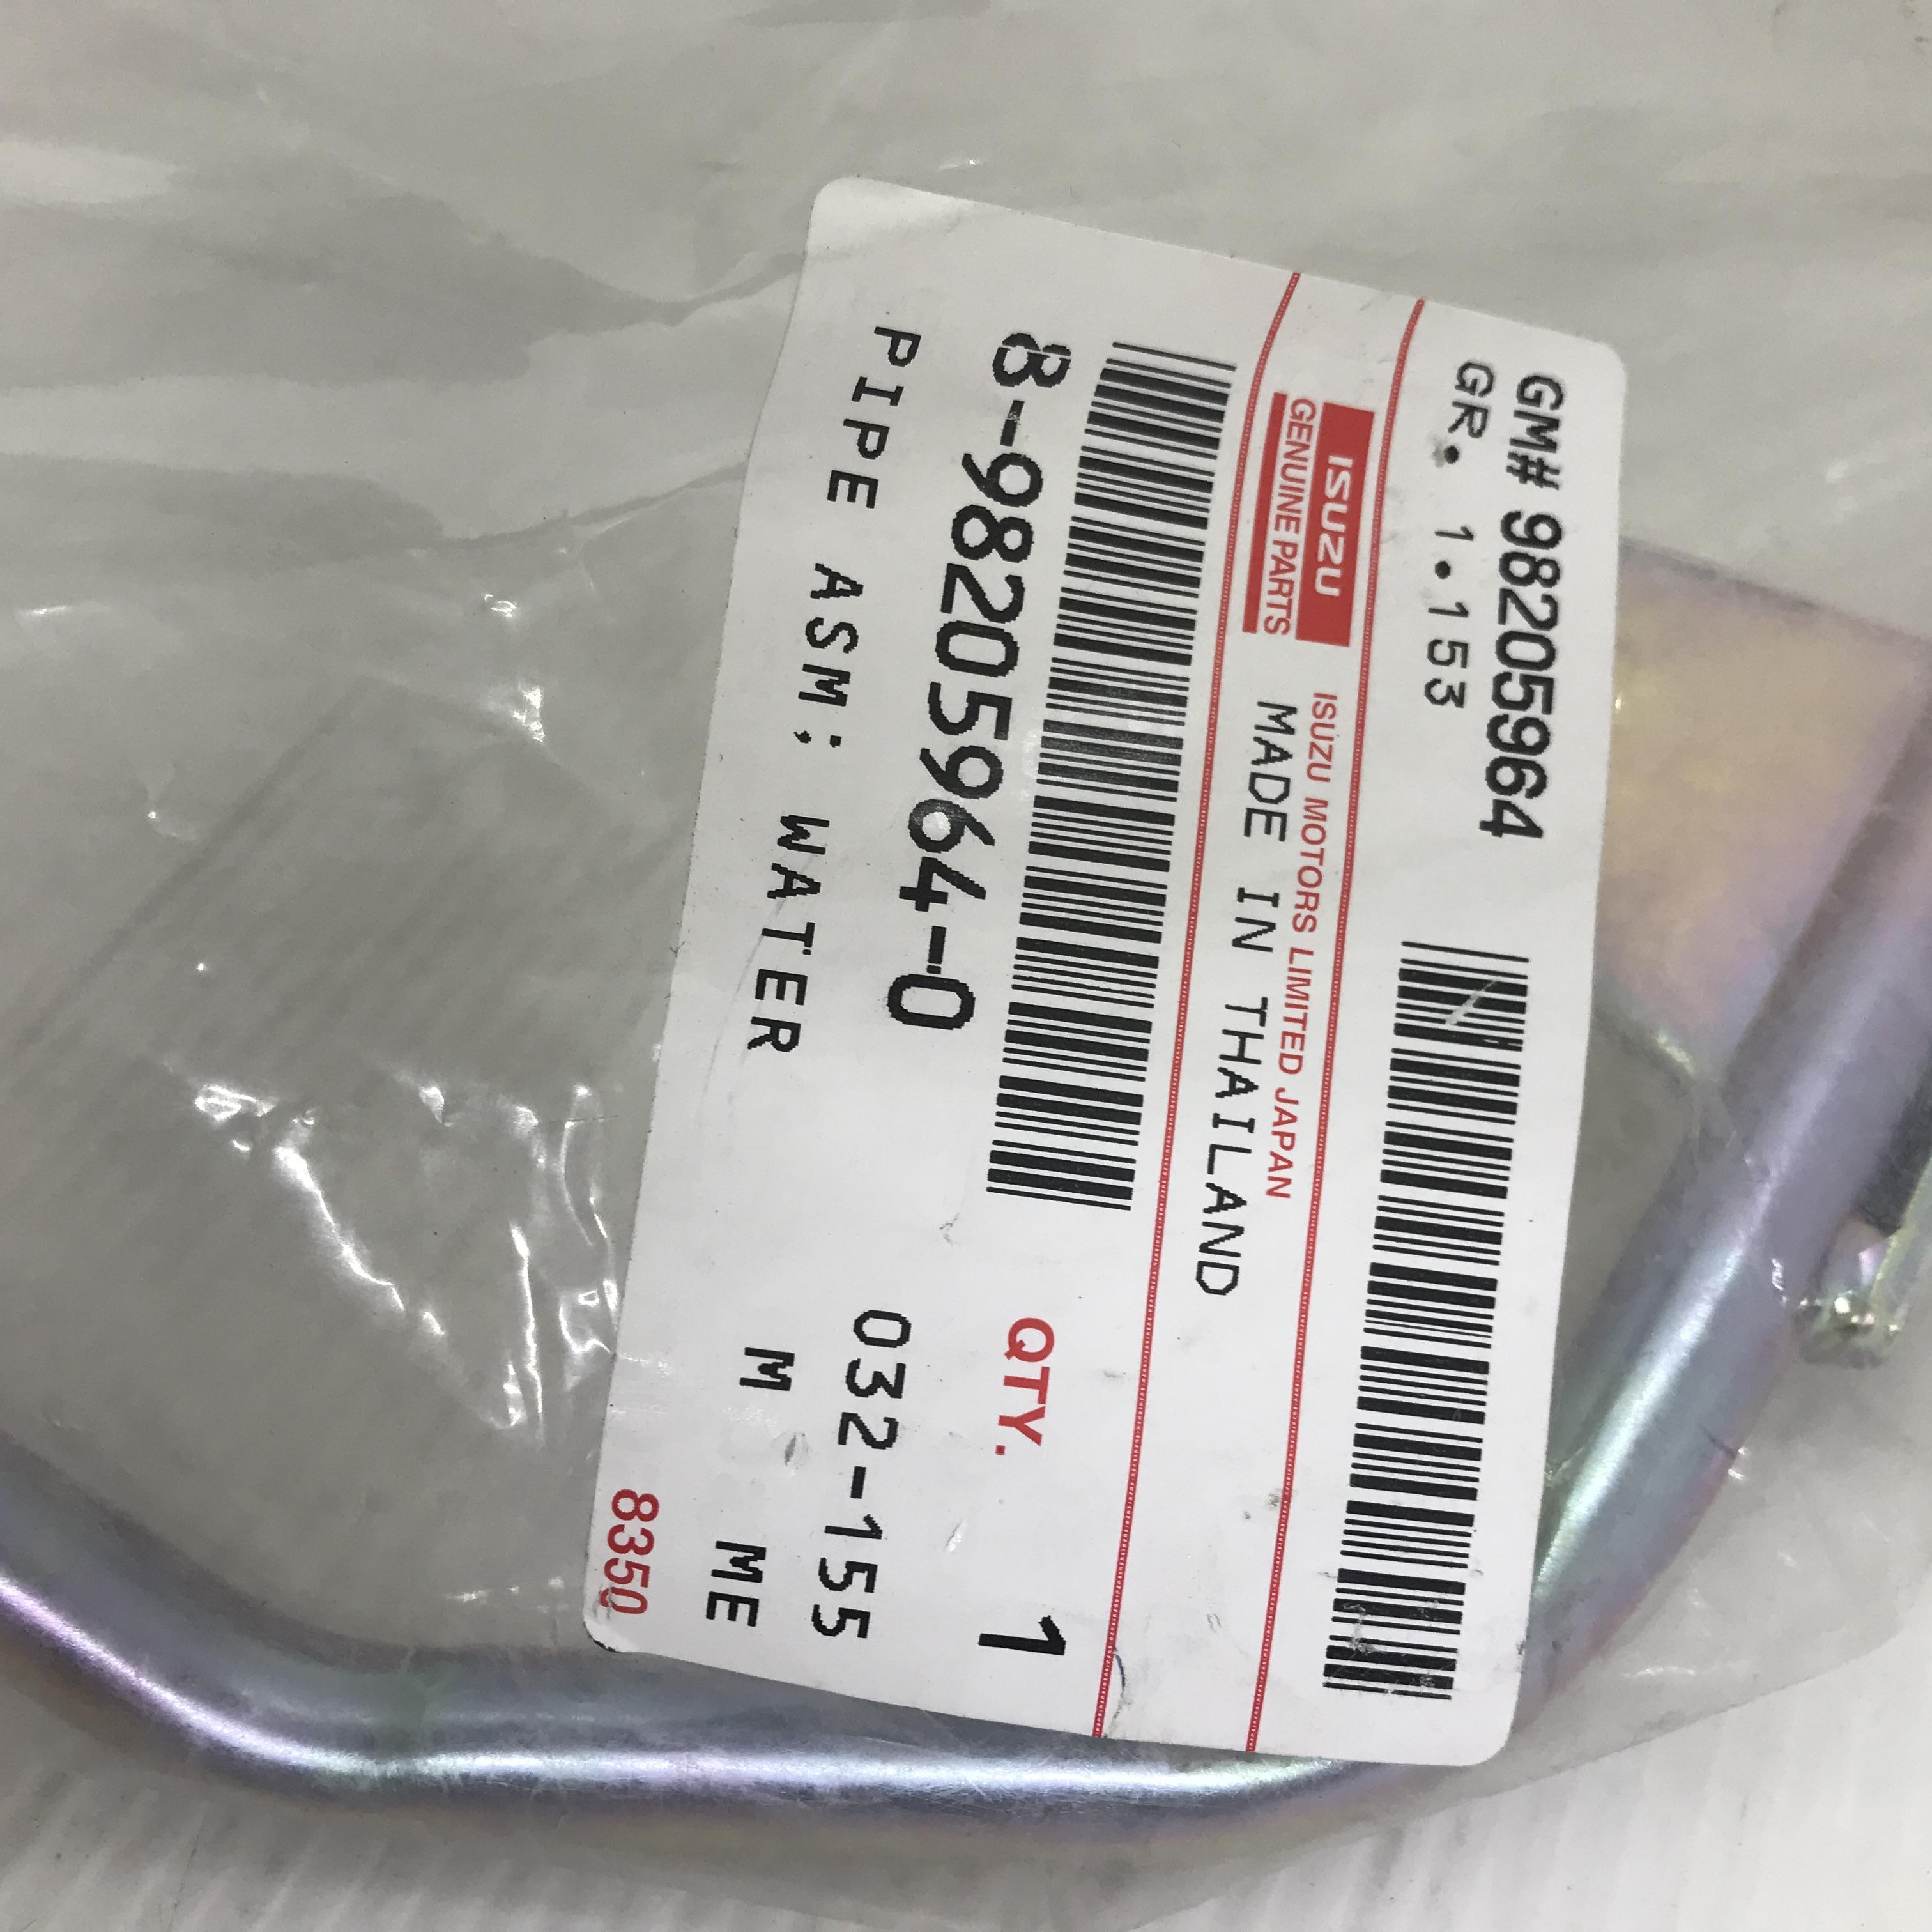 GM# 98205964
GR. 1.153
ISUZU
GENUINE PARTS
ISUZU MOTORS LIMITED JAPAN
MADE IN THAILAND
8-98205964-0
QTY. 1
PIPE ASM; WATER
032-155
M ME
8350